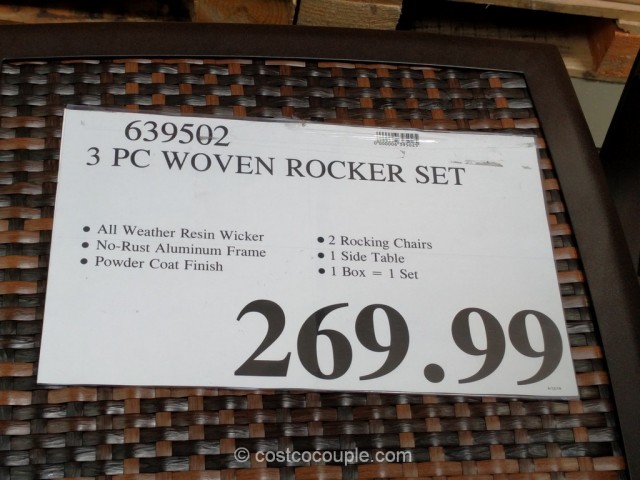 639502
3 PC WOVEN ROCKER SET
• All Weather Resin Wicker
• No-Rust Aluminum Frame
• Powder Coat Finish
• 2 Rocking Chairs
• 1 Side Table
• 1 Box = 1 Set
269.99
© costcocouple.com